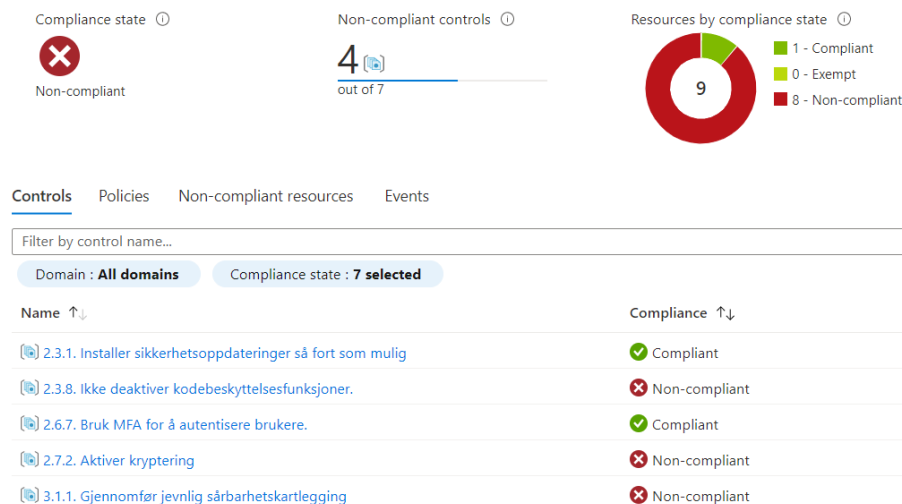 Compliance state
Non-compliant controls
Resources by compliance state
Non-compliant
4
out of 7
9
1 - Compliant
0 - Exempt
8 - Non-compliant
Controls Policies Non-compliant resources Events
Filter by control name...
Domain : All domains Compliance state : 7 selected
Name Compliance
2.3.1. Installer sikkerhetsoppdateringer så fort som mulig Compliant
2.3.8. Ikke deaktiver kodebeskyttelsesfunksjoner. Non-compliant
2.6.7. Bruk MFA for å autentisere brukere. Compliant
2.7.2. Aktiver kryptering Non-compliant
3.1.1. Gjennomfør jevnlig sårbarhetskartlegging Non-compliant